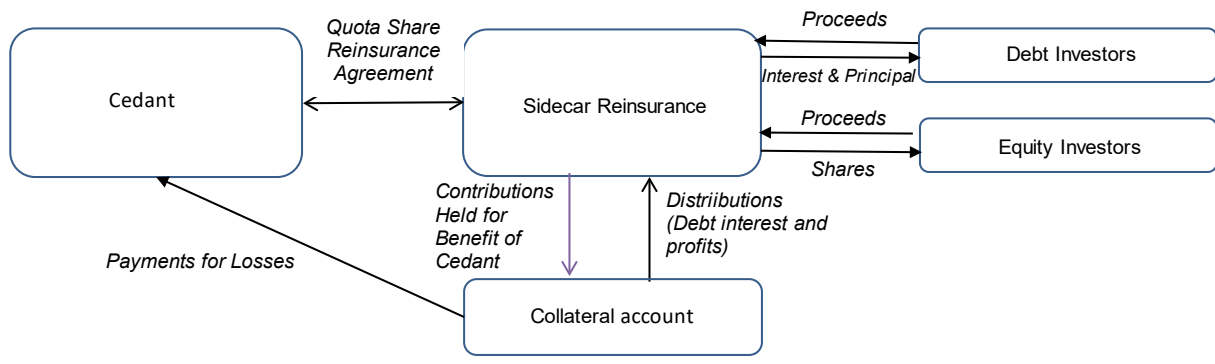 Quota Share
Reinsurance
Agreement
Cedant
Sidecar Reinsurance
Proceeds
Debt Investors
Interest & Principal
Proceeds
Equity Investors
Shares
Contributions
Held for
Benefit of
Cedant
Distriibutions
(Debt interest and
profits)
Payments for Losses
Collateral account